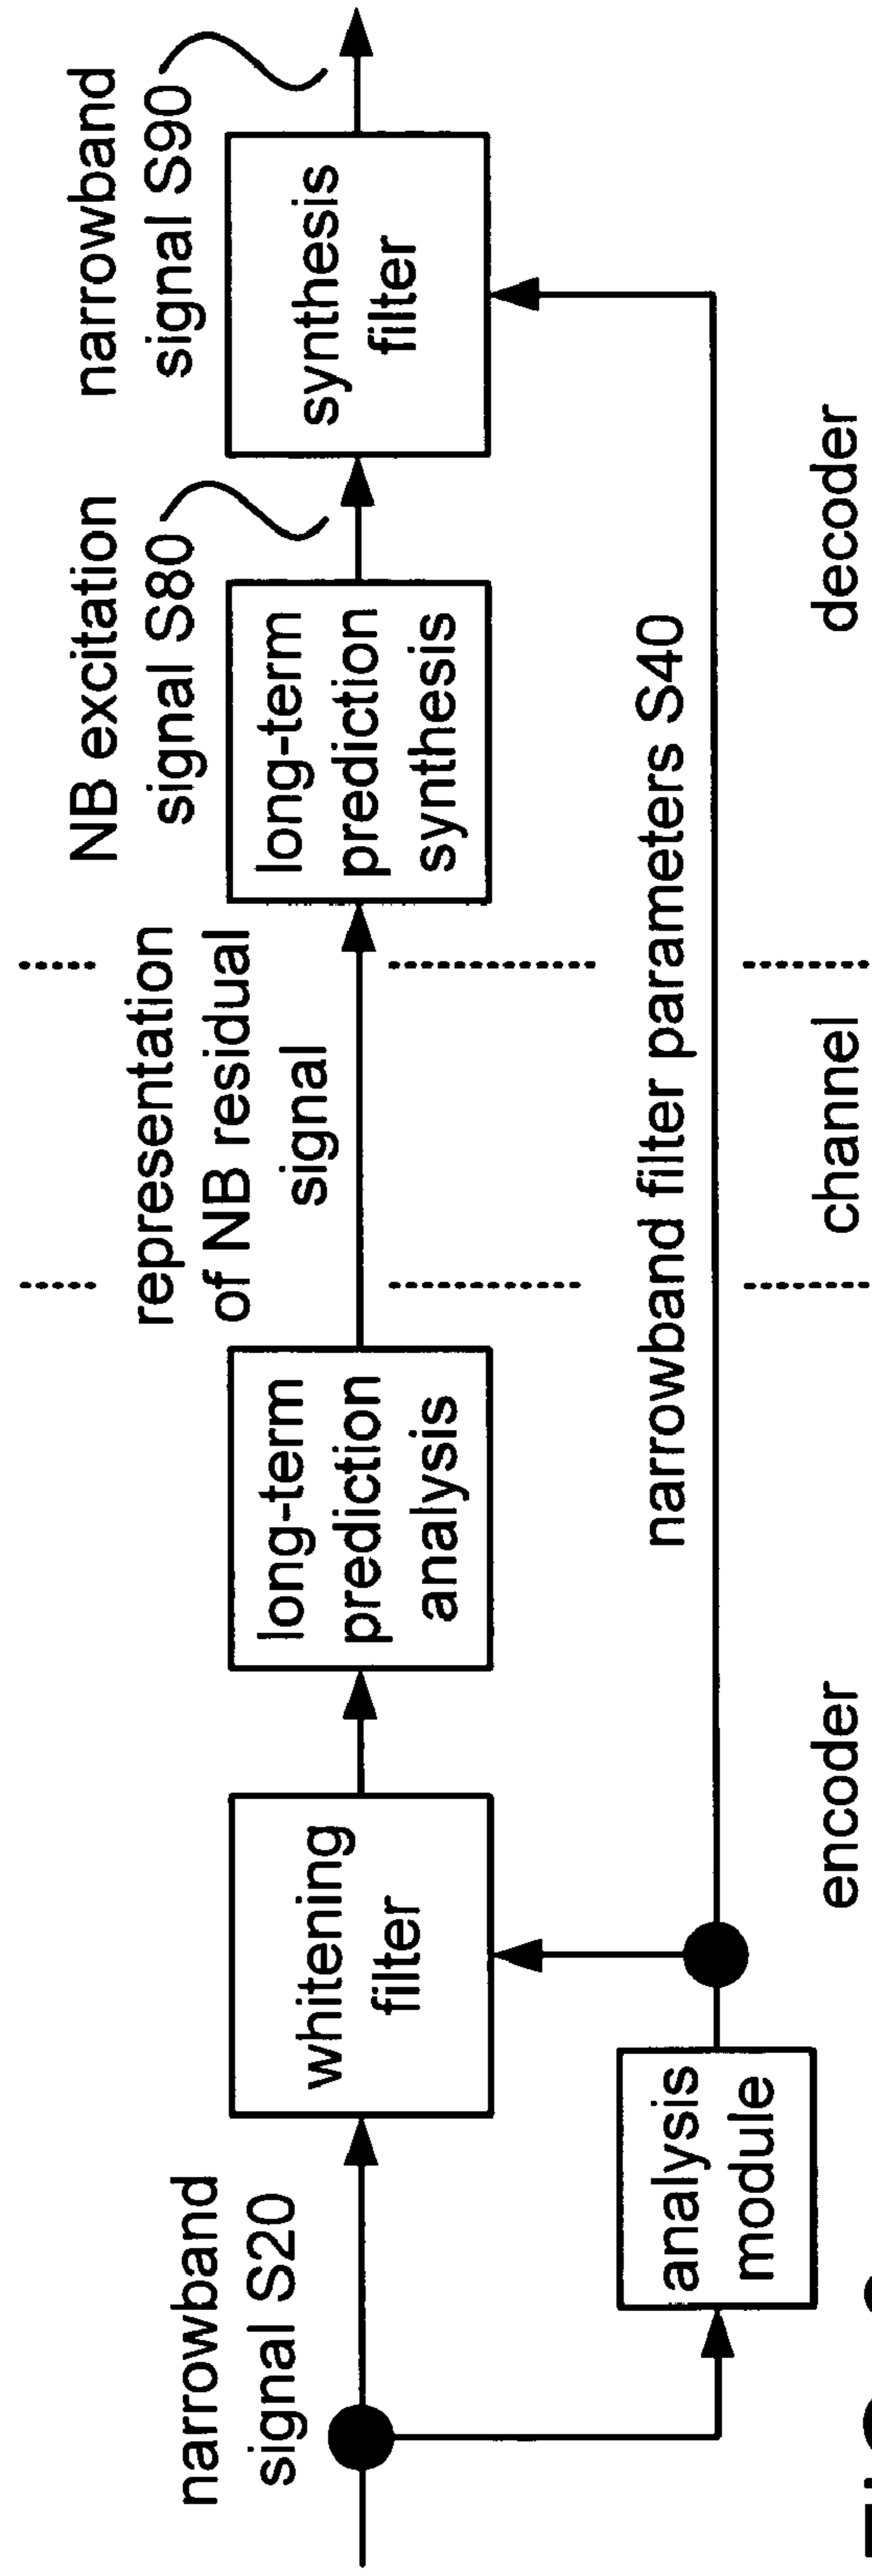 narrowband
signal S20
whitening
filter
analysis
module
long-term
prediction
analysis
representation
of NB residual
signal
narrowband filter parameters S40
long-term
prediction
synthesis
NB excitation
signal S80
synthesis
filter
narrowband
signal S90
encoder
channel
decoder